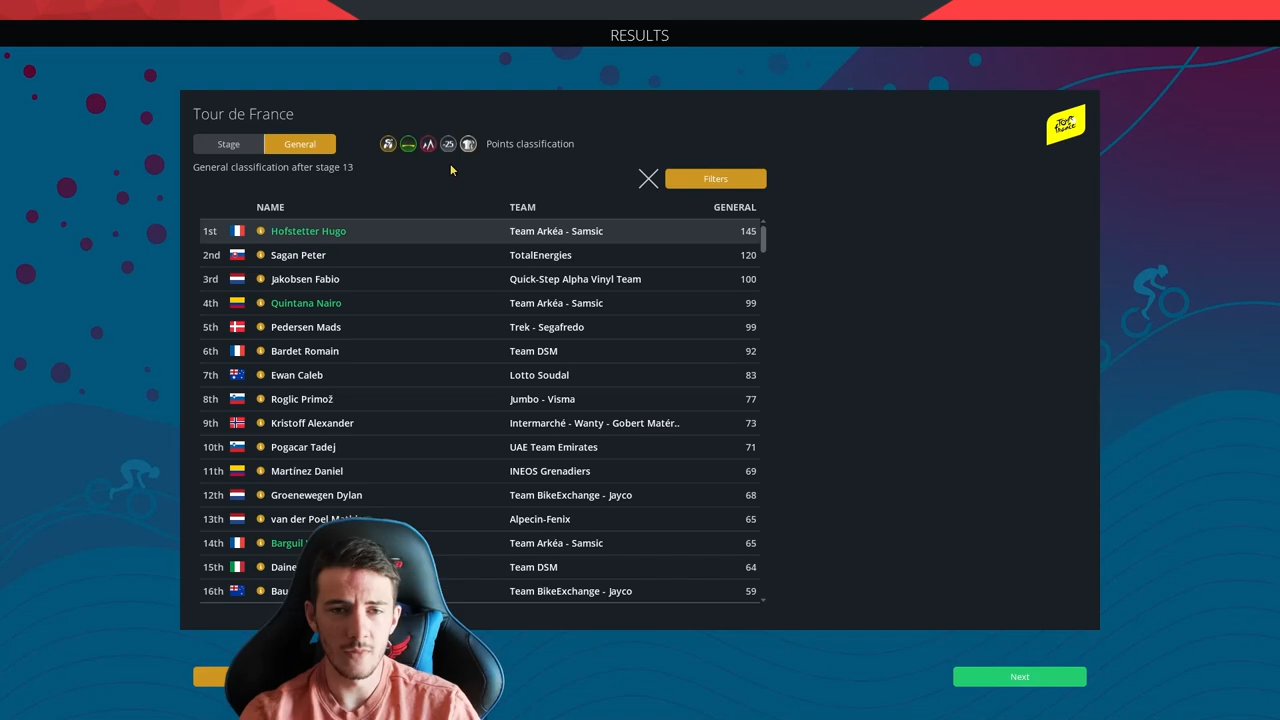 RESULTS
Tour de France
Stage General -25 Points classification
General classification after stage 13
Filters
NAME TEAM GENERAL
1st Hofstetter Hugo Team Arkéa - Samsic 145
2nd Sagan Peter TotalEnergies 120
3rd Jakobsen Fabio Quick-Step Alpha Vinyl Team 100
4th Quintana Nairo Team Arkéa - Samsic 99
5th Pedersen Mads Trek - Segafredo 99
6th Bardet Romain Team DSM 92
7th Ewan Caleb Lotto Soudal 83
8th Roglic Primož Jumbo - Visma 77
9th Kristoff Alexander Intermarché - Wanty - Gobert Matér.. 73
10th Pogacar Tadej UAE Team Emirates 71
11th Martínez Daniel INEOS Grenadiers 69
12th Groenewegen Dylan Team BikeExchange - Jayco 68
13th van der Poel Alpecin-Fenix 65
14th Barguil Team Arkéa - Samsic 65
15th Team DSM 64
16th Team BikeExchange - Jayco 59
Next